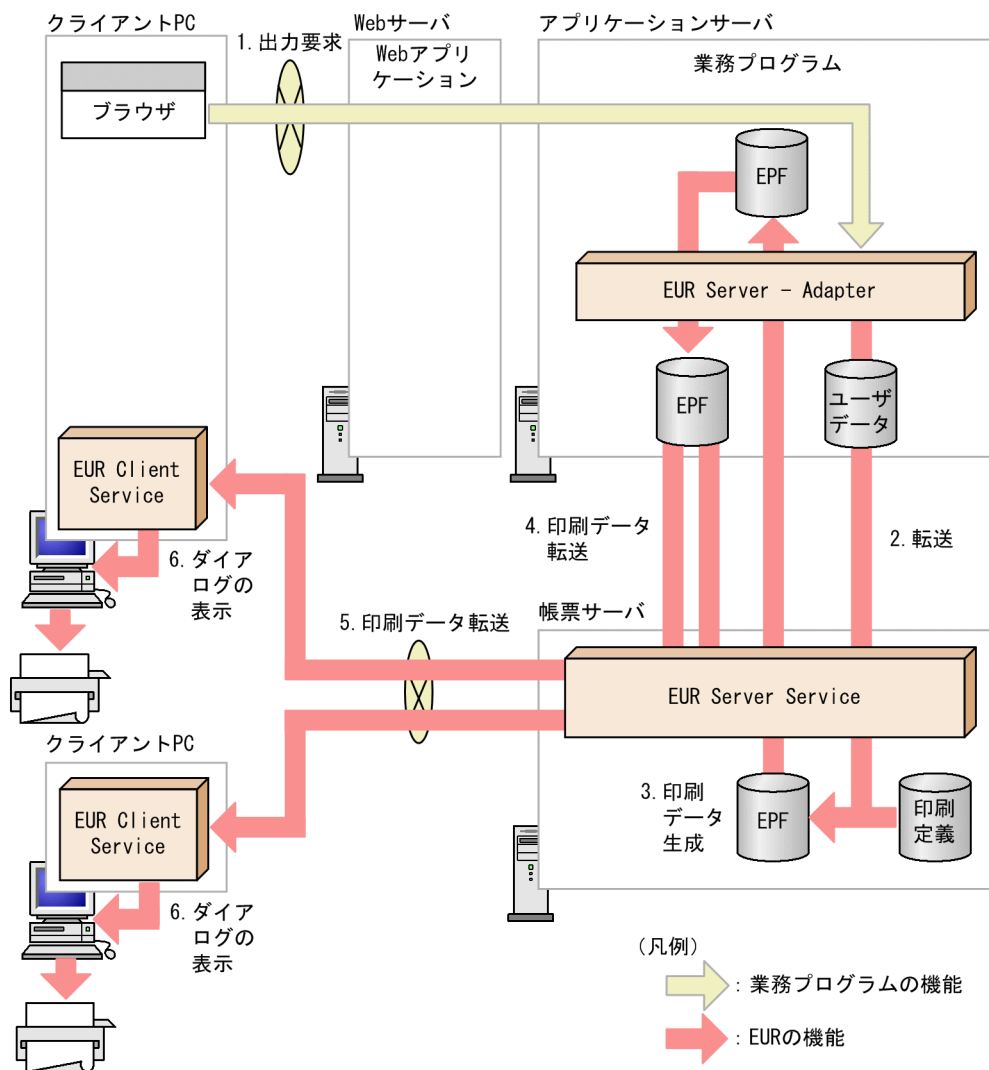 クライアントPC
Webサーバ
アプリケーションサーバ
1. 出力要求
Webアプリ
ケーション
業務プログラム
ブラウザ
EPF
EUR Server − Adapter
EPF
ユーザ
データ
EUR Client
Service
4. 印刷データ
転送
2. 転送
6. ダイア
ログの
表示
5. 印刷データ転送
帳票サーバ
EUR Server Service
クライアントPC
3. 印刷
データ
生成
EPF
印刷
定義
EUR Client
Service
6. ダイア
ログの
表示
(凡例)
: 業務プログラムの機能
: EURの機能